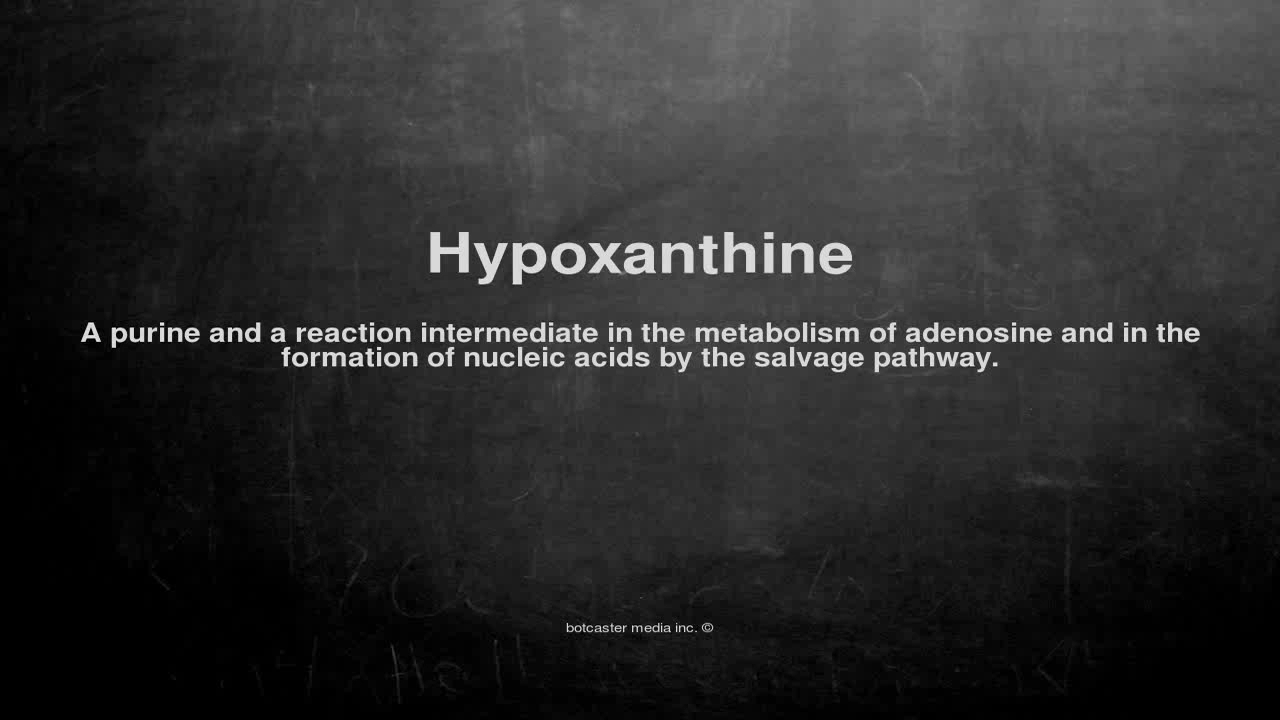 Hypoxanthine
A purine and a reaction intermediate in the metabolism of adenosine and in the
formation of nucleic acids by the salvage pathway.
botcaster media inc. ©